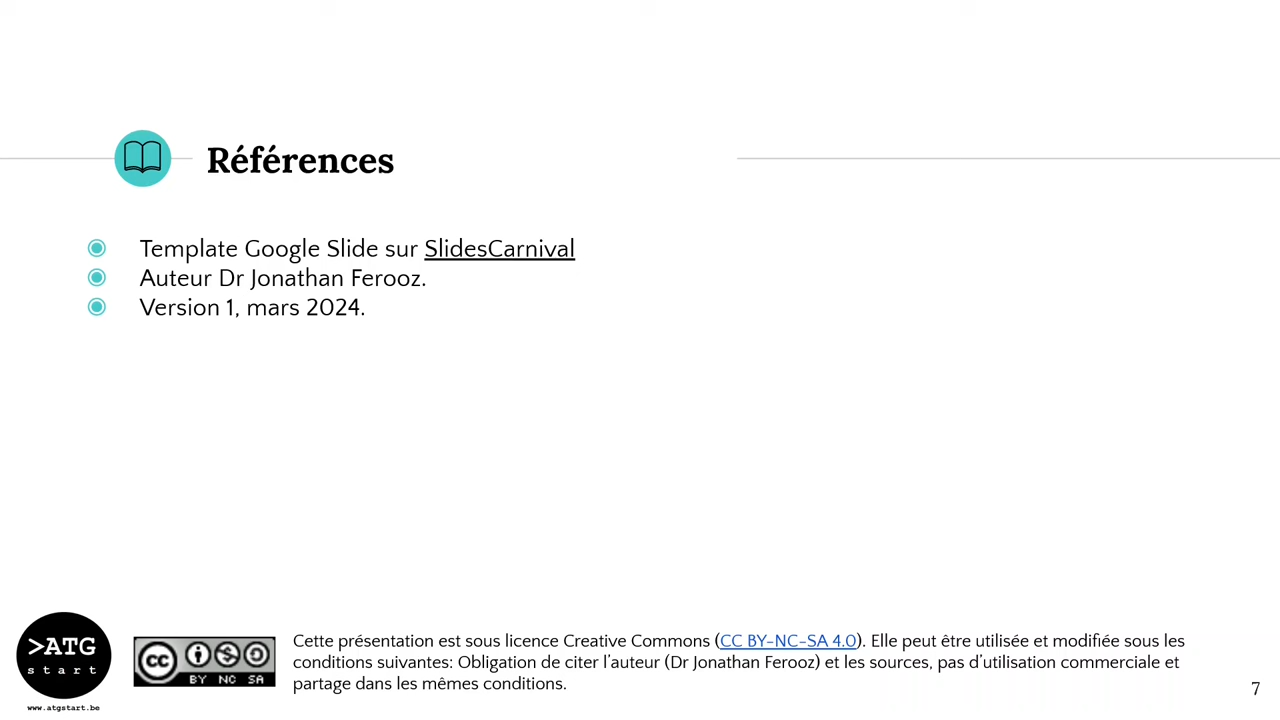 Références
Template Google Slide sur SlidesCarnival
Auteur Dr Jonathan Ferooz.
Version 1, mars 2024.
>ATG
start
www.atgstart.be
cc
BY NC SA
Cette présentation est sous licence Creative Commons (CC BY-NC-SA 4.0). Elle peut être utilisée et modifiée sous les
conditions suivantes: Obligation de citer l'auteur (Dr Jonathan Ferooz) et les sources, pas d'utilisation commerciale et
partage dans les mêmes conditions.
7